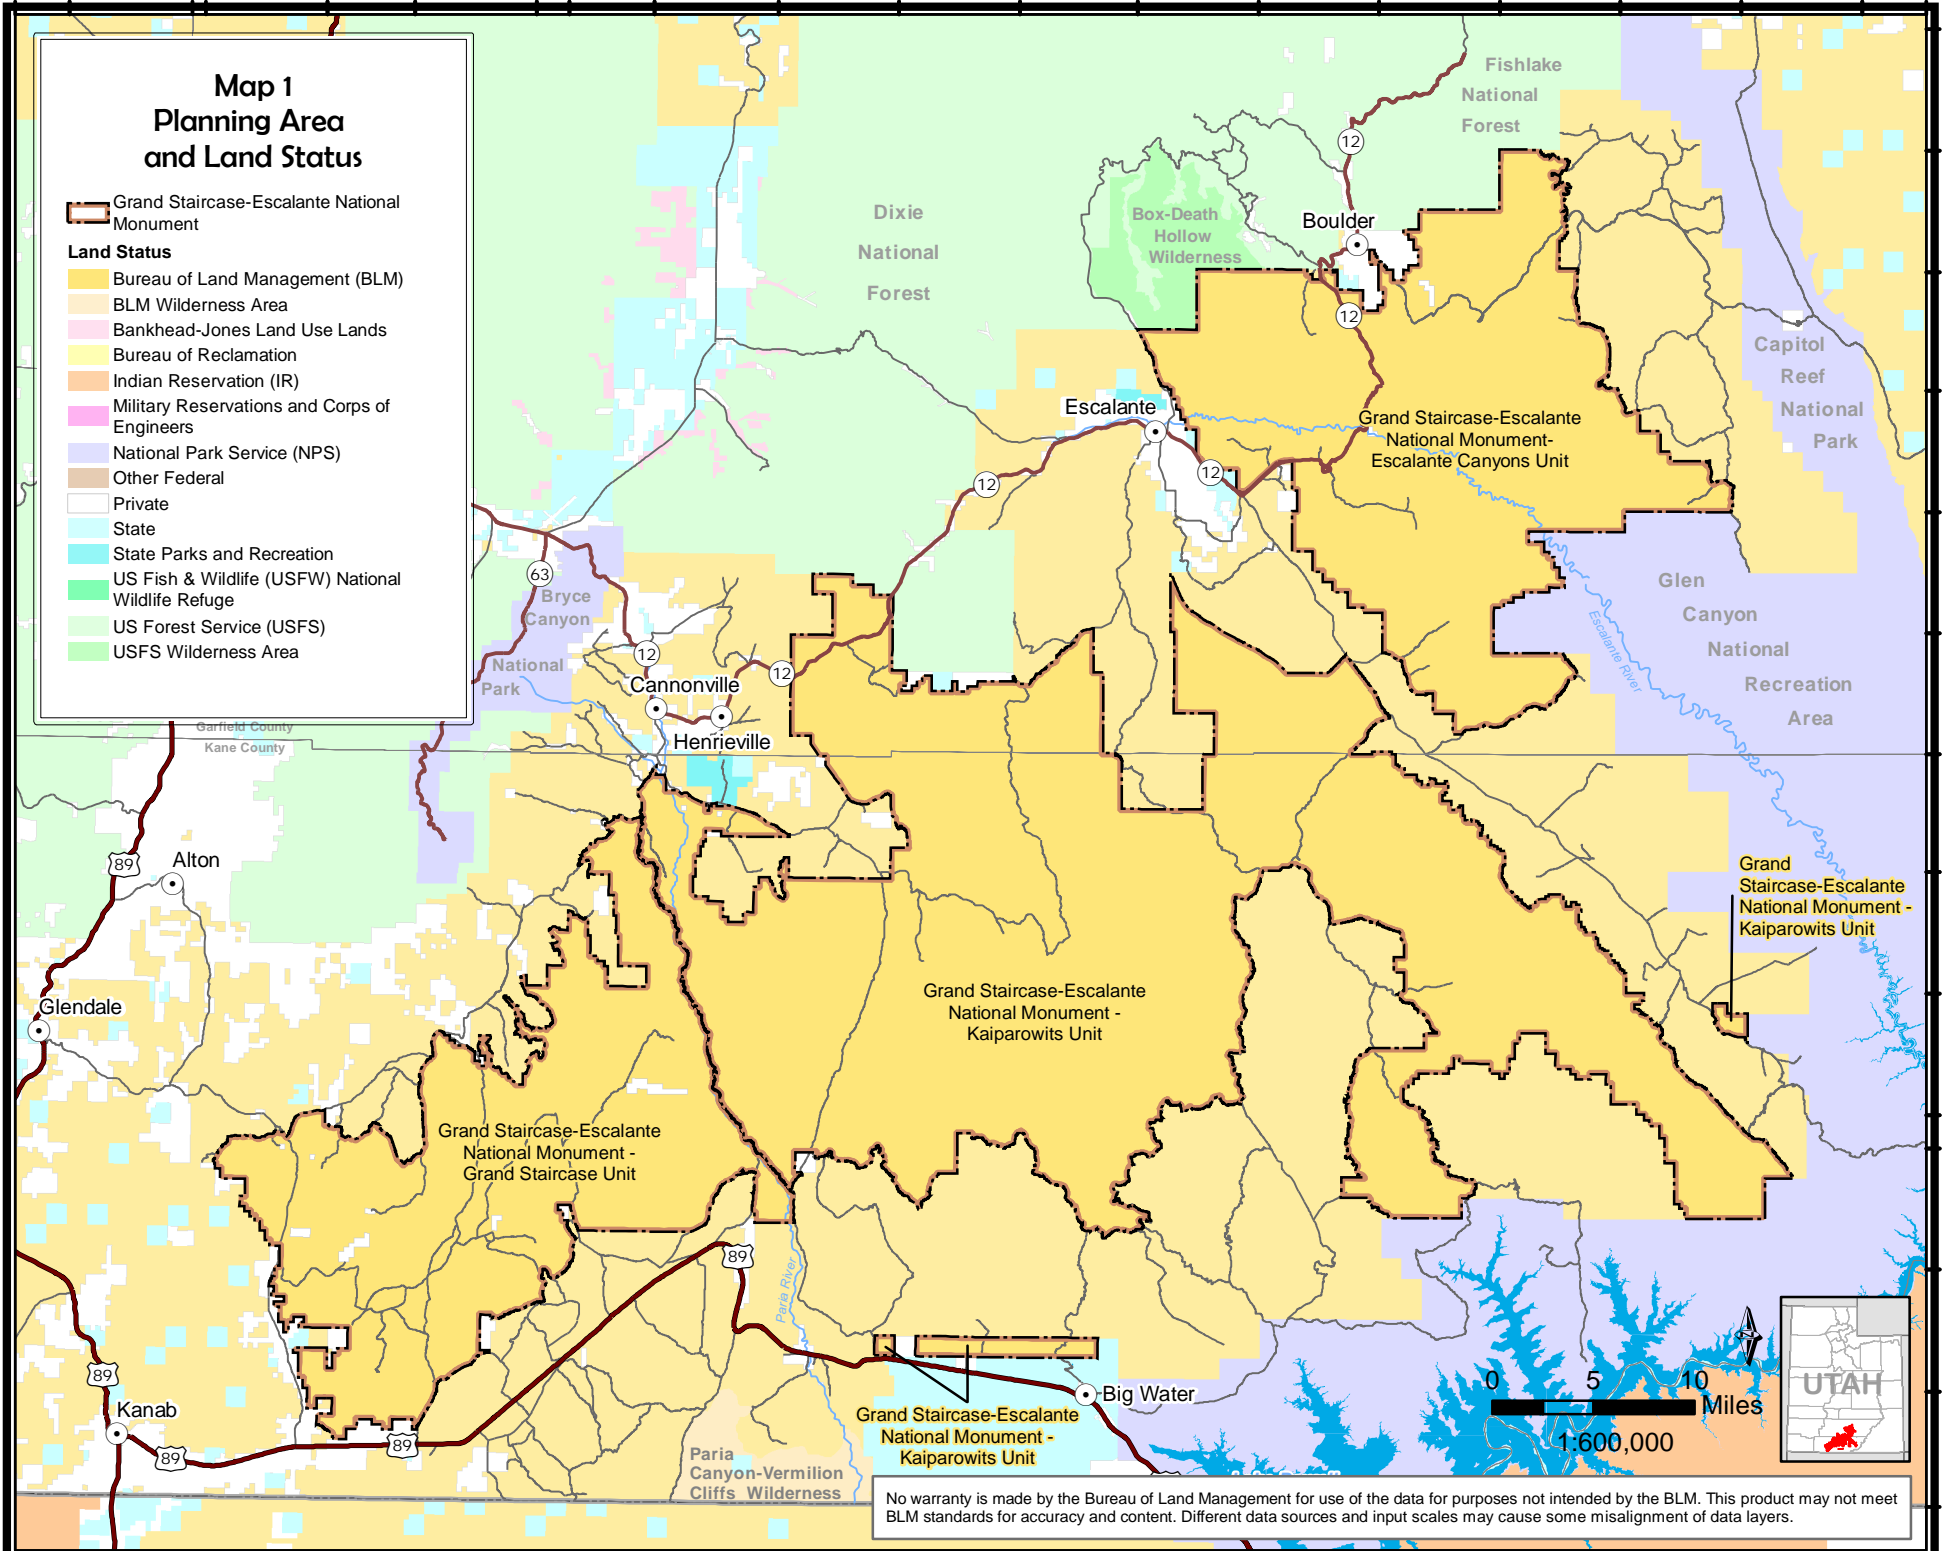 Map 1
Planning Area
and Land Status
Grand Staircase-Escalante National
Monument
Land Status
Bureau of Land Management (BLM)
BLM Wilderness Area
Bankhead-Jones Land Use Lands
Bureau of Reclamation
Indian Reservation (IR)
Military Reservations and Corps of
Engineers
National Park Service (NPS)
Other Federal
Private
State
State Parks and Recreation
US Fish & Wildlife (USFW) National
Wildlife Refuge
US Forest Service (USFS)
USFS Wilderness Area
Fishlake
National
Forest
12
Dixie
National
Forest
Box-Death
Hollow
Wilderness
Boulder
12
Capitol
Reef
National
Park
Escalante
Grand Staircase-Escalante
National Monument-
Escalante Canyons Unit
12
12
63
Bryce
Canyon
National
Park
12
12
Cannonville
Henrieville
Glen
Canyon
National
Recreation
Area
Escalante River
Garfield County
Kane County
89
Alton
Glendale
Grand
Staircase-Escalante
National Monument -
Kaiparowits Unit
Grand Staircase-Escalante
National Monument -
Kaiparowits Unit
Grand Staircase-Escalante
National Monument -
Grand Staircase Unit
89
Paria River
89
Kanab
89
89
Big Water
Grand Staircase-Escalante
National Monument -
Kaiparowits Unit
Paria
Canyon-Vermilion
Cliffs Wilderness
N
0 5 10
Miles
1:600,000
UTAH
No warranty is made by the Bureau of Land Management for use of the data for purposes not intended by the BLM. This product may not meet
BLM standards for accuracy and content. Different data sources and input scales may cause some misalignment of data layers.